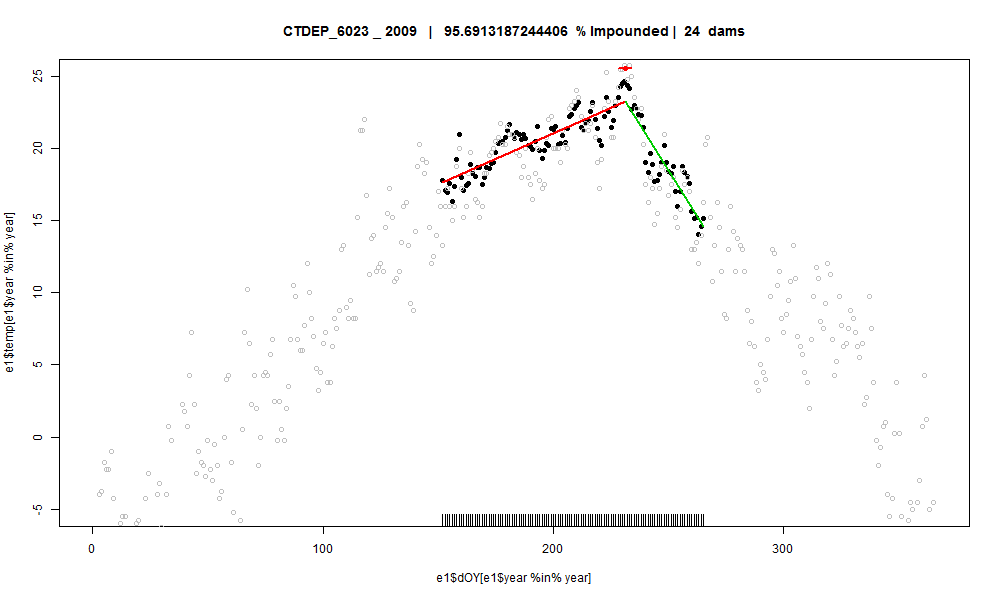 CTDEP_6023 _ 2009 | 95.6913187244406 % Impounded | 24 dams
e1$temp[e1$year %in% year]
25
20
15
10
5
0
-5
0 100 200 300
e1$dOY[e1$year %in% year]